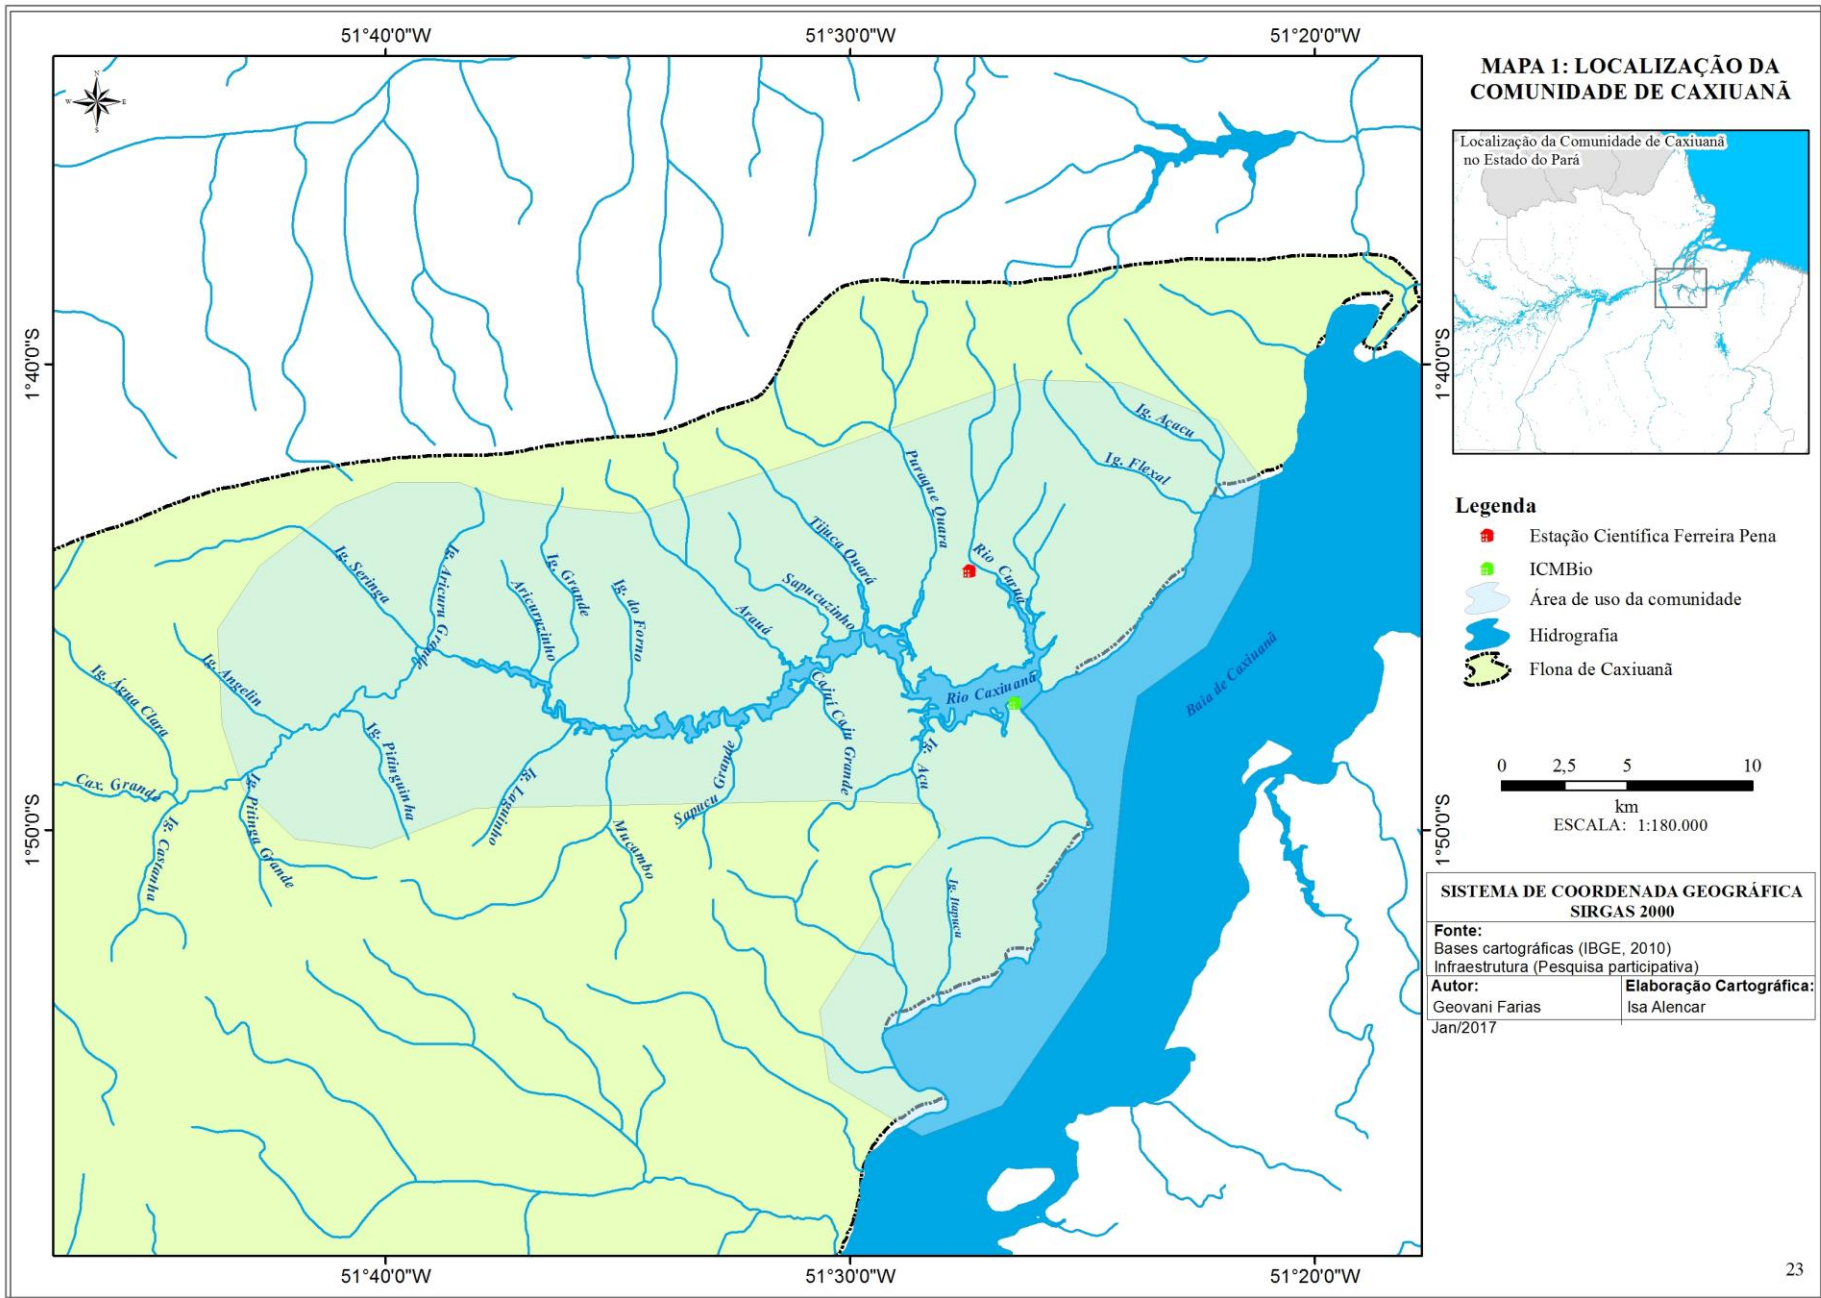 51°40'0"W
51°30'0"W
51°20'0"W
MAPA 1: LOCALIZAÇÃO DA
COMUNIDADE DE CAXIUANÃ
N
W
E
S
Localização da Comunidade de Caxiuanã
no Estado do Pará
1°40'0"S
1°40'0"S
Ig. Açacu
Ig. Flexal
Puraque Quara
Tijuca Quará
Rio Curuá
Sapucuzinho
Ig. Seringa
Ig. Aricuru Grande
Ig. Grande
Aricuruzinho
Ig. do Forno
Arauá
Ig. Angelin
Ig. Água Clara
Rio Caxiuanã
Baia de Caxiuanã
Cajui
Caju Grande
Ig. Açu
Ig. Pitinguinha
Ig. Laguinho
Sapucu Grande
Cax. Grande
Ig. Pitinga Grande
Ig. Castanha
Mucambo
Ig. Itapucu
Legenda
Estação Científica Ferreira Pena
ICMBio
Área de uso da comunidade
Hidrografia
Flona de Caxiuanã
0 2,5 5 10
km
ESCALA: 1:180.000
1°50'0"S
1°50'0"S
SISTEMA DE COORDENADA GEOGRÁFICA
SIRGAS 2000
Fonte:
Bases cartográficas (IBGE, 2010)
Infraestrutura (Pesquisa participativa)
Autor:
Geovani Farias
Elaboração Cartográfica:
Isa Alencar
Jan/2017
51°40'0"W
51°30'0"W
51°20'0"W
23